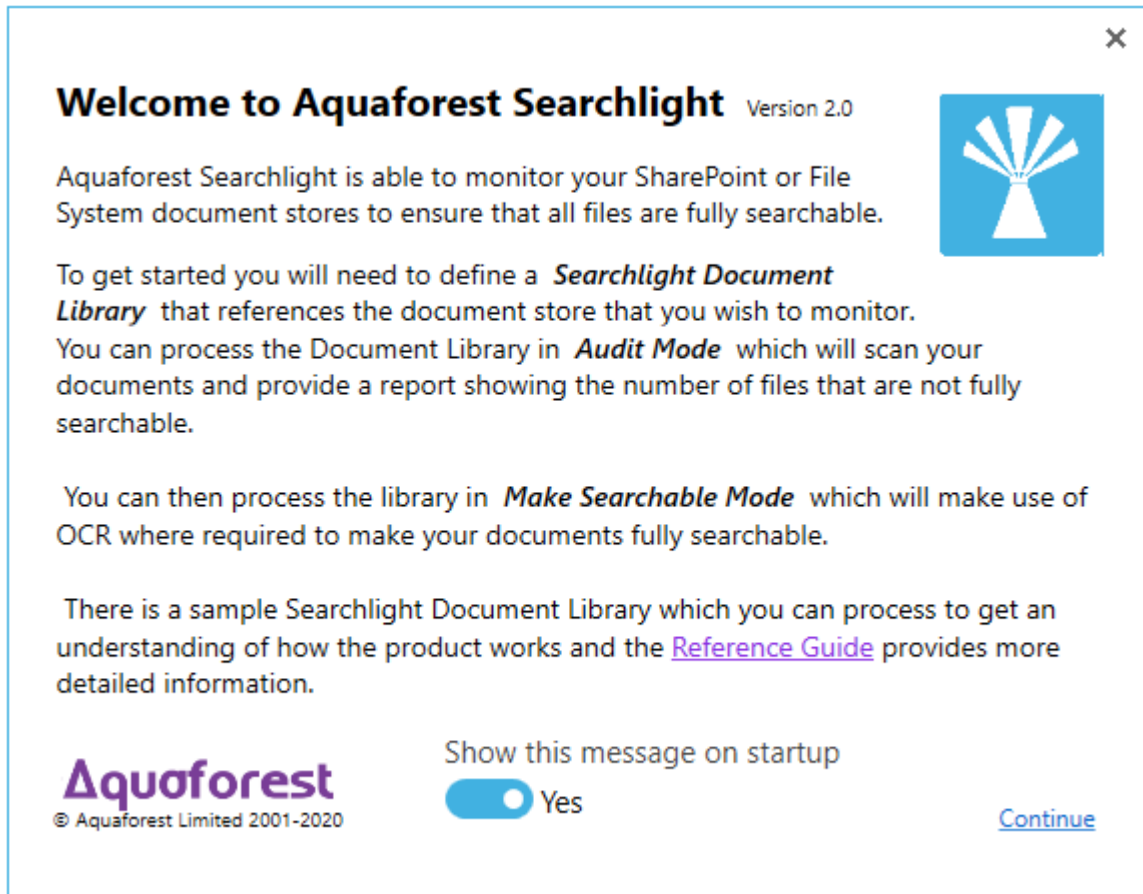 Welcome to Aquaforest Searchlight Version 2.0
Aquaforest Searchlight is able to monitor your SharePoint or File
System document stores to ensure that all files are fully searchable.
To get started you will need to define a Searchlight Document
Library that references the document store that you wish to monitor.
You can process the Document Library in Audit Mode which will scan your
documents and provide a report showing the number of files that are not fully
searchable.
You can then process the library in Make Searchable Mode which will make use of
OCR where required to make your documents fully searchable.
There is a sample Searchlight Document Library which you can process to get an
understanding of how the product works and the Reference Guide provides more
detailed information.
Show this message on startup
Yes
Aquaforest
© Aquaforest Limited 2001-2020
Continue